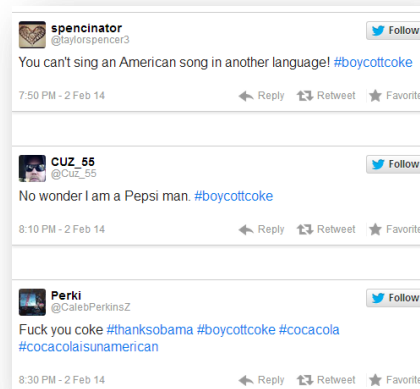 spencinator
@taylorspencer3
Follow
You can't sing an American song in another language! #boycottcoke
7:50 PM - 2 Feb 14
Reply Retweet Favorite
CUZ_55
@Cuz_55
Follow
No wonder I am a Pepsi man. #boycottcoke
8:10 PM - 2 Feb 14
Reply Retweet Favorite
Perki
@CalebPerkinsZ
Follow
Fuck you coke #thanksobama #boycottcoke #cocacola
#cocacolaisunamerican
8:30 PM - 2 Feb 14
Reply Retweet Favorite